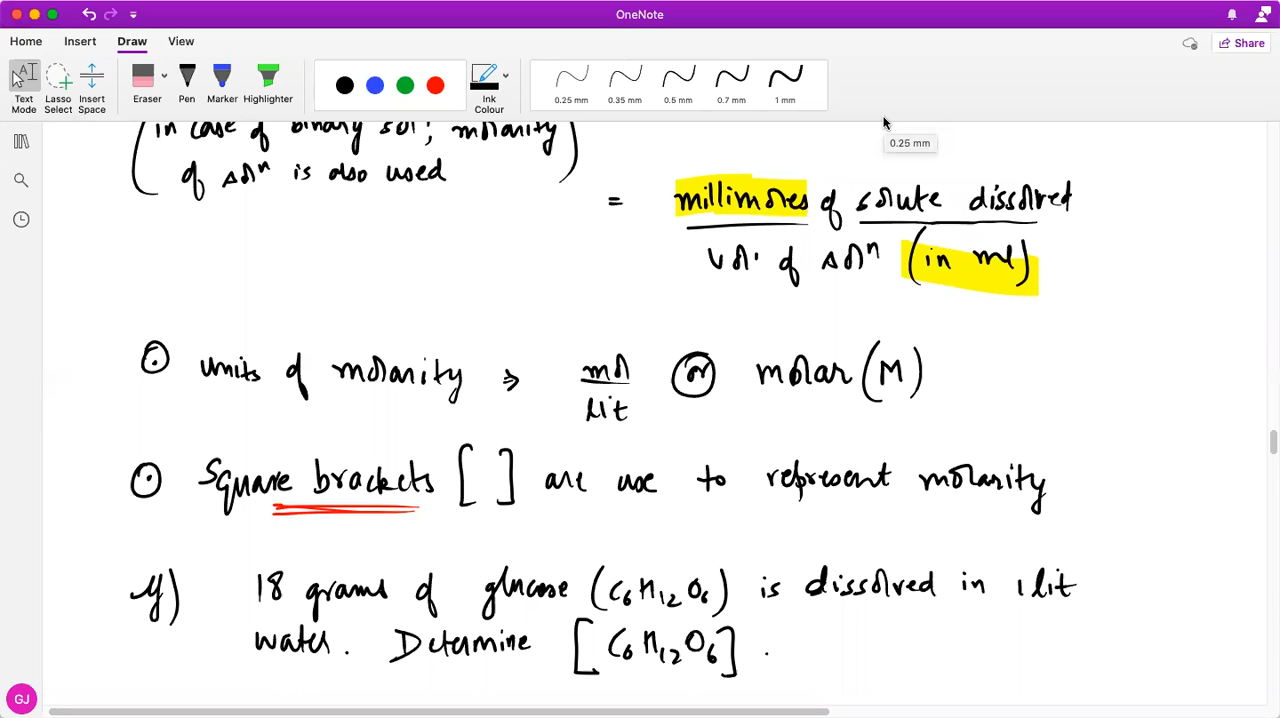 OneNote
Home Insert Draw View
Share
Text Mode
Lasso Select
Insert Space
Eraser
Pen
Marker
Highlighter
Ink Colour
0.25 mm 0.35 mm 0.5 mm 0.7 mm 1 mm
0.25 mm
(in case of binary sol; molarity
of solⁿ is also used)
= millimoles of solute dissolved
vol. of solⁿ (in ml)
⊙ units of molarity ⇒ mol/lit or molar (M)
⊙ Square brackets [ ] are use to represent molarity
eg) 18 grams of glucose (C₆H₁₂O₆) is dissolved in 1 lit
water. Determine [C₆H₁₂O₆].
GJ